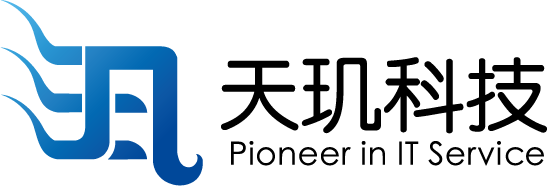 天玑科技
Pioneer in IT Service